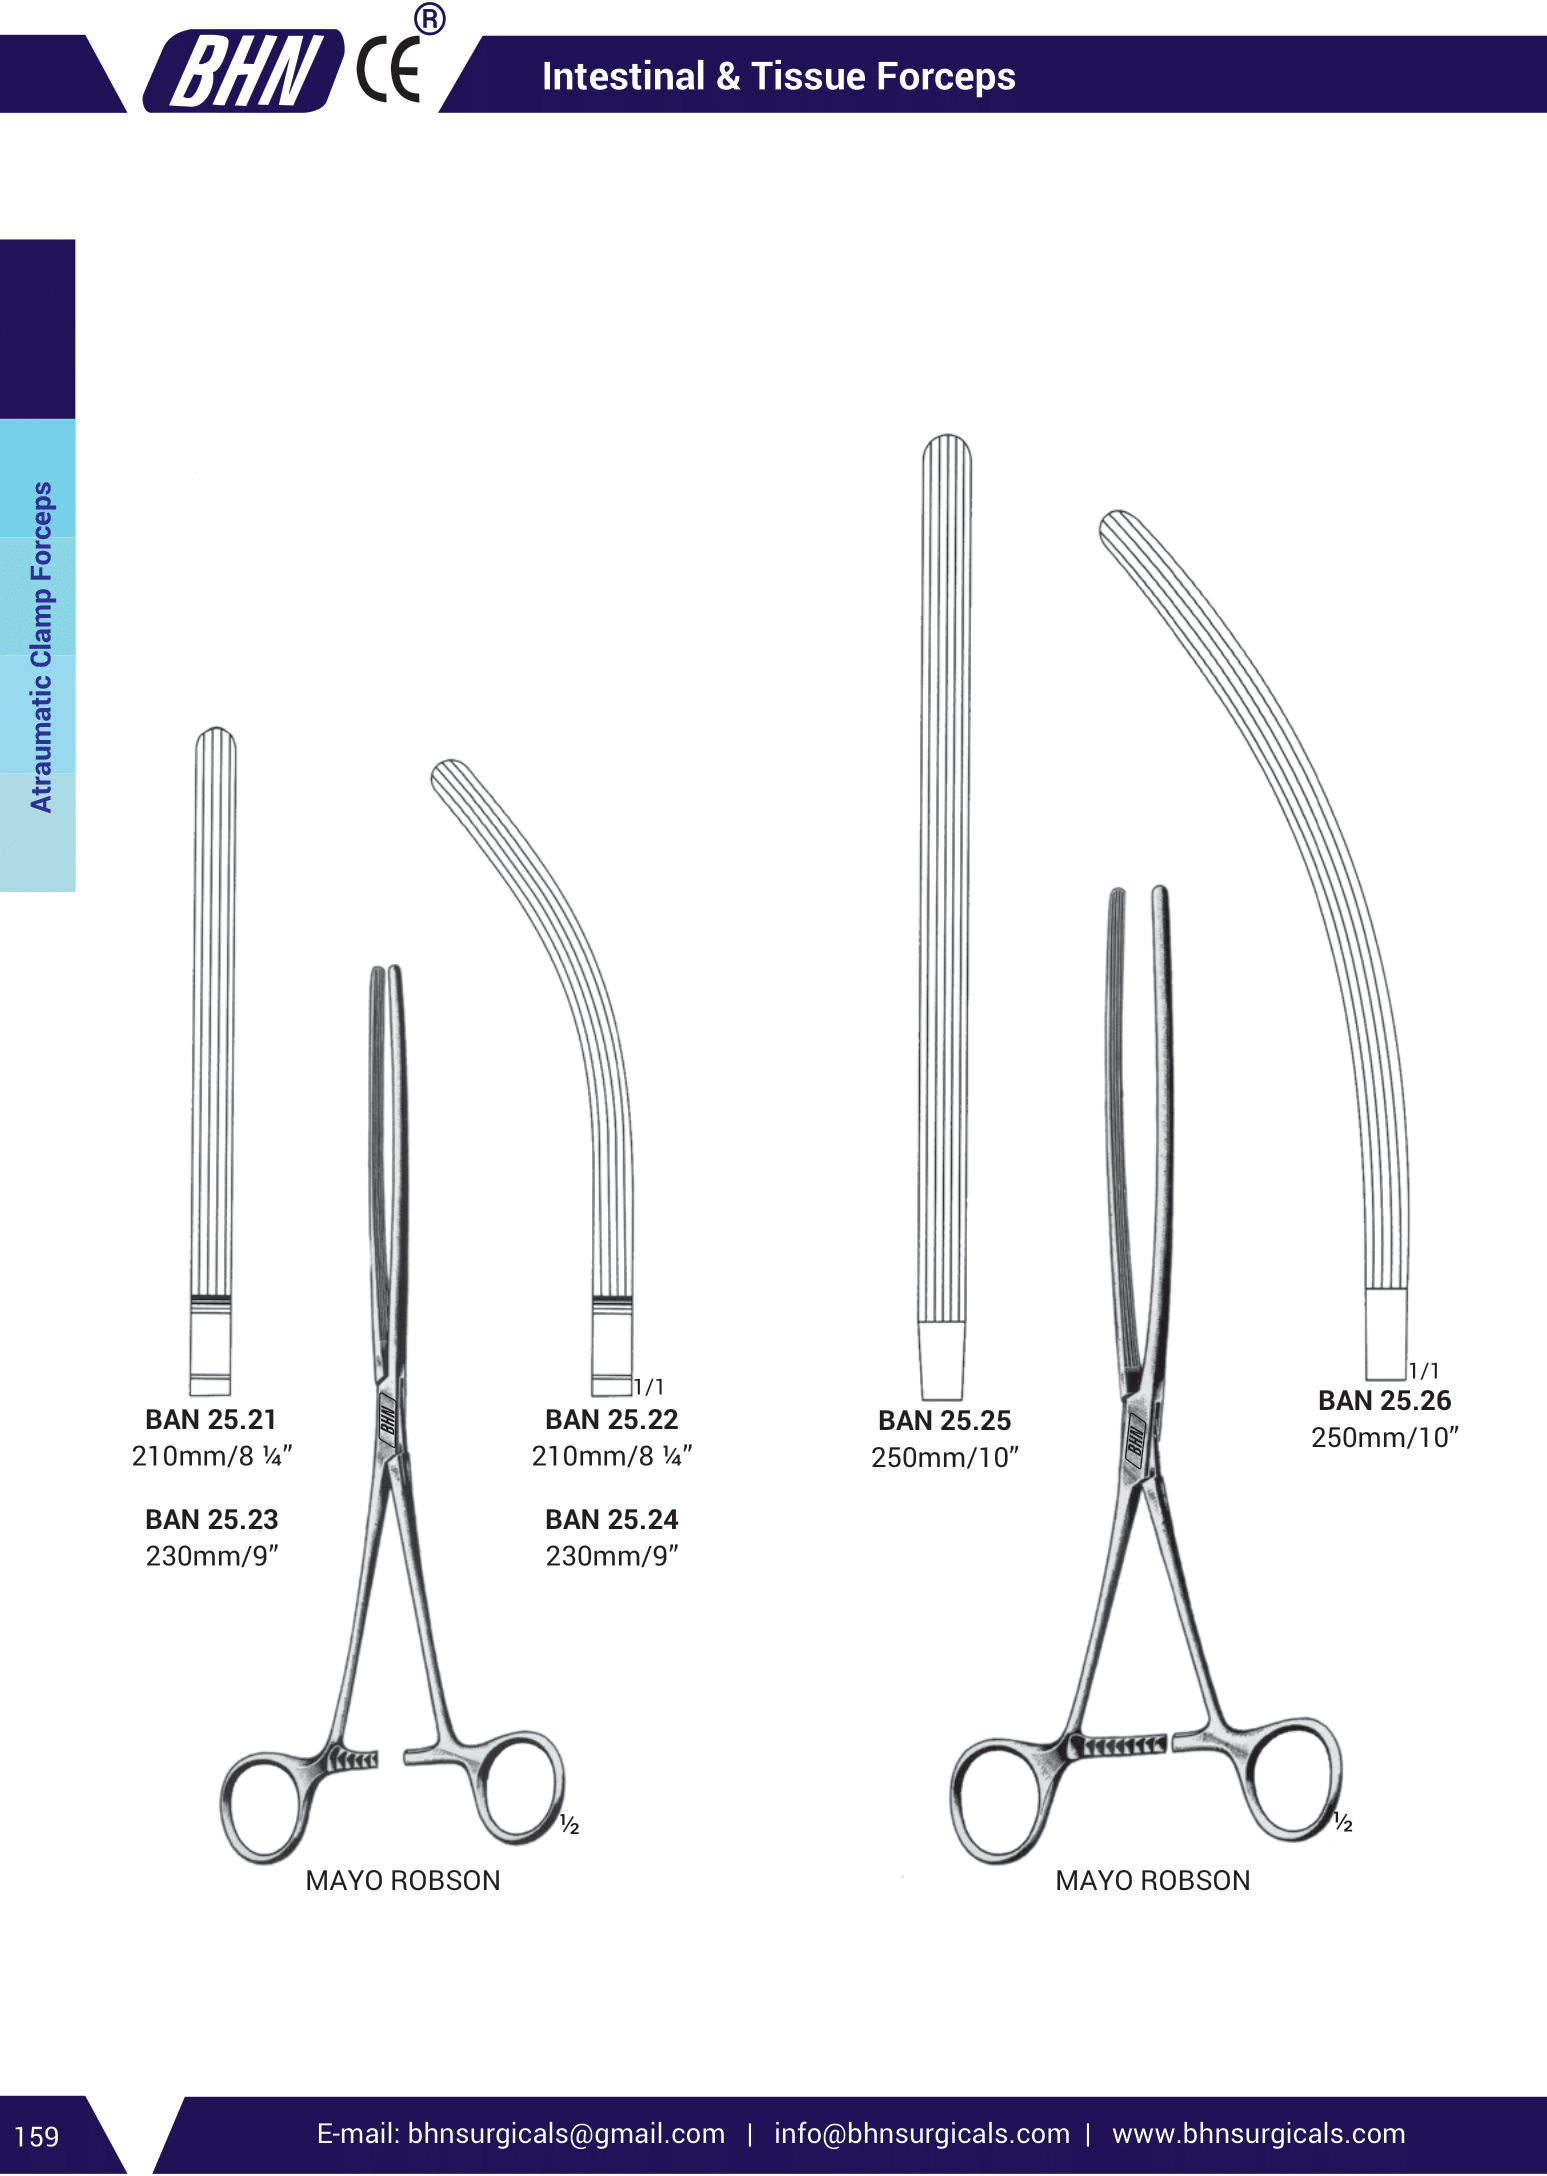 BHN CE ®
Intestinal & Tissue Forceps
Atraumatic Clamp Forceps
1/1
1/1
BAN 25.21
210mm/8 ¼”
BAN 25.23
230mm/9”
BAN 25.22
210mm/8 ¼”
BAN 25.24
230mm/9”
BHN
½
MAYO ROBSON
BAN 25.25
250mm/10”
BAN 25.26
250mm/10”
BHN
½
MAYO ROBSON
159
E-mail: bhnsurgicals@gmail.com | info@bhnsurgicals.com | www.bhnsurgicals.com